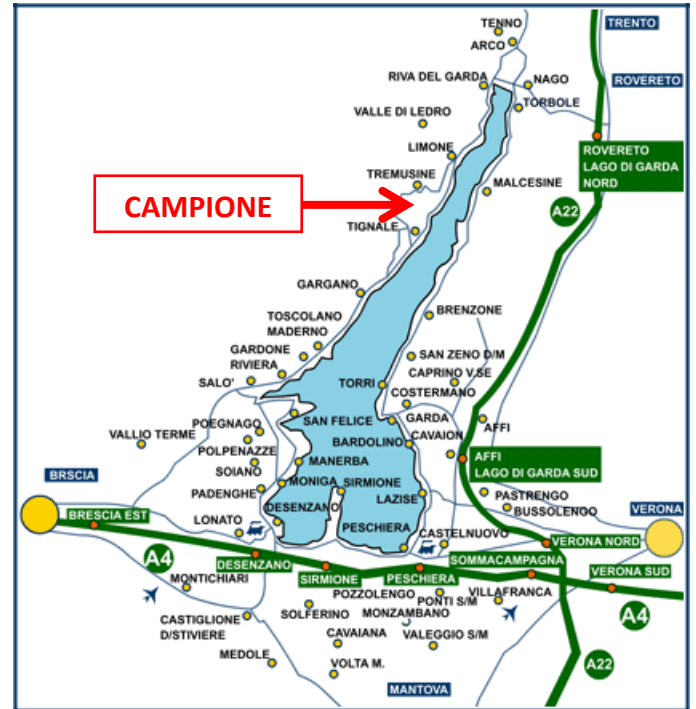 TENNO
ARCO
TRENTO
RIVA DEL GARDA
NAGO
ROVERETO
TORBOLE
VALLE DI LEDRO
LIMONE
ROVERETO
LAGO DI GARDA
NORD
TREMUSINE
MALCESINE
CAMPIONE
A22
TIGNALE
GARGANO
TOSCOLANO
MADERNO
BRENZONE
GARDONE
RIVIERA
SAN ZENO D/M
CAPRINO V.SE
SALO'
TORRI
COSTERMANO
SAN FELICE
GARDA
POEGNAGO
VALLIO TERME
BARDOLINO
CAVAION
AFFI
POLPENAZZE
SOIANO
MANERBA
AFFI
LAGO DI GARDA SUD
BRSCIA
PADENGHE
MONIGA
SIRMIONE
LAZISE
PASTRENGO
BUSSOLENGO
VERONA
BRESCIA EST
LONATO
DESENZANO
PESCHIERA
CASTELNUOVO
VERONA NORD
A4
DESENZANO
SIRMIONE
PESCHIERA
SOMMACAMPAGNA
VERONA SUD
MONTICHIARI
POZZOLENGO
PONTI S/M
VILLAFRANCA
A4
CASTIGLIONE
D/STIVIERE
SOLFERINO
MONZAMBANO
CAVAIANA
VALEGGIO S/M
MEDOLE
VOLTA M.
A22
MANTOVA